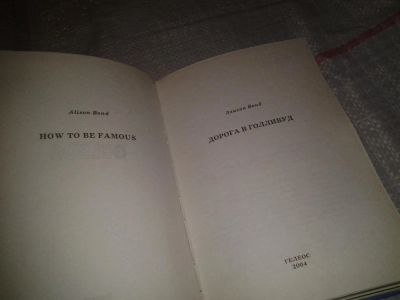 Alison Bond
HOW TO BE FAMOUS
Элисон Бонд
ДОРОГА В ГОЛЛИВУД
ГЕЛЕОС
2004